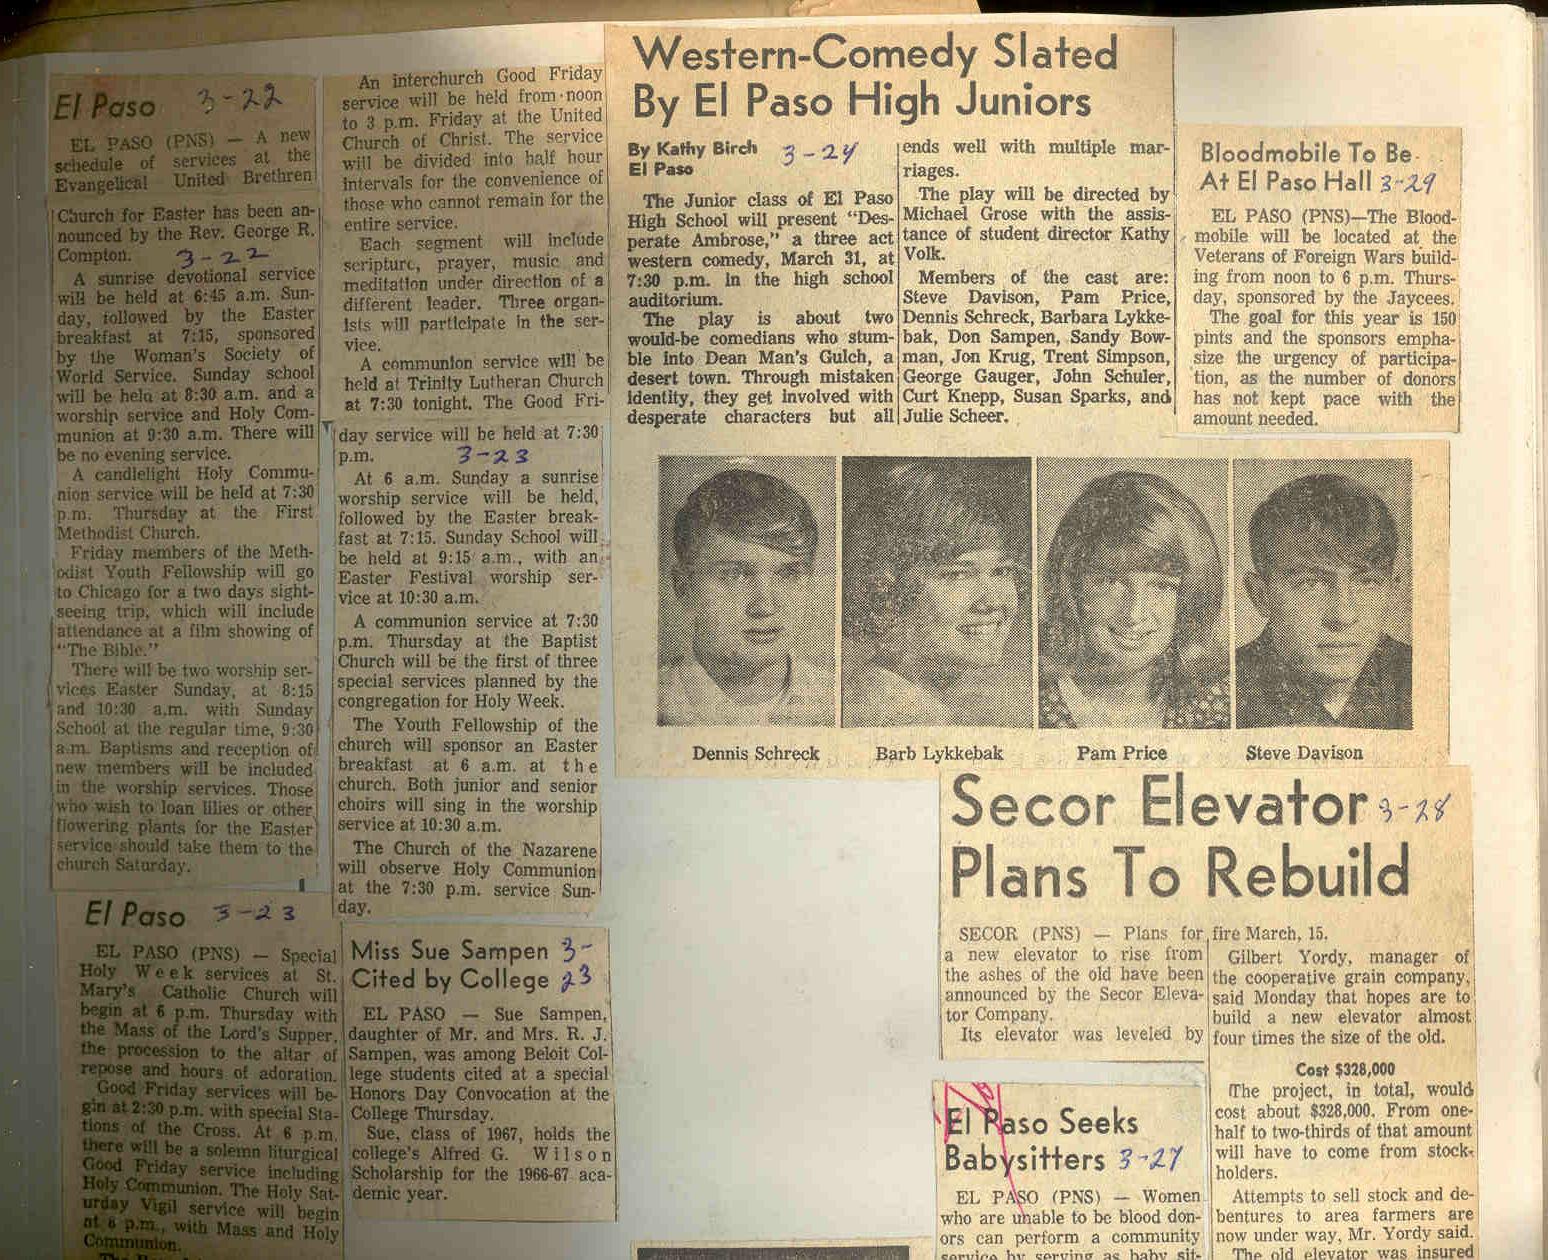 El Paso 3-22
EL PASO (PNS) — A new
schedule of services at the
Evangelical United Brethren
Church for Easter has been an-
nounced by the Rev. George R.
Compton. 3-22
A sunrise devotional service
will be held at 6:45 a.m. Sun-
day, followed by the Easter
breakfast at 7:15, sponsored
by the Woman's Society of
World Service. Sunday school
will be held at 8:30 a.m. and a
worship service and Holy Com-
munion at 9:30 a.m. There will
be no evening service.
A candlelight Holy Commu-
nion service will be held at 7:30
p.m. Thursday at the First
Methodist Church.
Friday members of the Meth-
odist Youth Fellowship will go
to Chicago for a two days sight-
seeing trip, which will include
attendance at a film showing of
"The Bible."
There will be two worship ser-
vices Easter Sunday, at 8:15
and 10:30 a.m. with Sunday
School at the regular time, 9:30
a.m. Baptisms and reception of
new members will be included
in the worship services. Those
who wish to loan lilies or other
flowering plants for the Easter
service should take them to the
church Saturday.
El Paso 3-23
EL PASO (PNS) — Special
Holy Week services at St.
Mary's Catholic Church will
begin at 6 p.m. Thursday with
the Mass of the Lord's Supper,
the procession to the altar of
repose and hours of adoration.
Good Friday services will be-
gin at 2:30 p.m. with special Sta-
tions of the Cross. At 6 p.m.
there will be a solemn liturgical
Good Friday service including
Holy Communion. The Holy Sat-
urday Vigil service will begin
at 6 p.m., with Mass and Holy
Communion.
An interchurch Good Friday
service will be held from noon
to 3 p.m. Friday at the United
Church of Christ. The service
will be divided into half hour
intervals for the convenience of
those who cannot remain for the
entire service.
Each segment will include
scripture, prayer, music and
meditation under direction of a
different leader. Three organ-
ists will participate in the ser-
vice.
A communion service will be
held at Trinity Lutheran Church
at 7:30 tonight. The Good Fri-
day service will be held at 7:30
p.m. 3-23
At 6 a.m. Sunday a sunrise
worship service will be held,
followed by the Easter break-
fast at 7:15. Sunday School will
be held at 9:15 a.m., with an
Easter Festival worship ser-
vice at 10:30 a.m.
A communion service at 7:30
p.m. Thursday at the Baptist
Church will be the first of three
special services planned by the
congregation for Holy Week.
The Youth Fellowship of the
church will sponsor an Easter
breakfast at 6 a.m. at the
church. Both junior and senior
choirs will sing in the worship
service at 10:30 a.m.
The Church of the Nazarene
will observe Holy Communion
at the 7:30 p.m. service Sun-
day.
Miss Sue Sampen 3-
Cited by College 23
EL PASO — Sue Sampen,
daughter of Mr. and Mrs. R. J.
Sampen, was among Beloit Col-
lege students cited at a special
Honors Day Convocation at the
College Thursday.
Sue, class of 1967, holds the
college's Alfred G. Wilson
Scholarship for the 1966-67 aca-
demic year.
Western-Comedy Slated
By El Paso High Juniors
By Kathy Birch 3-24
El Paso
The Junior class of El Paso
High School will present "Des-
perate Ambrose," a three act
western comedy, March 31, at
7:30 p.m. in the high school
auditorium.
The play is about two
would-be comedians who stum-
ble into Dean Man's Gulch, a
desert town. Through mistaken
identity, they get involved with
desperate characters but all
ends well with multiple mar-
riages.
The play will be directed by
Michael Grose with the assis-
tance of student director Kathy
Volk.
Members of the cast are:
Steve Davison, Pam Price,
Dennis Schreck, Barbara Lykke-
bak, Don Sampen, Sandy Bow-
man, Jon Krug, Trent Simpson,
George Gauger, John Schuler,
Curt Knepp, Susan Sparks, and
Julie Scheer.
Dennis Schreck Barb Lykkebak Pam Price Steve Davison
Bloodmobile To Be
At El Paso Hall 3-29
EL PASO (PNS)—The Blood-
mobile will be located at the
Veterans of Foreign Wars build-
ing from noon to 6 p.m. Thurs-
day, sponsored by the Jaycees.
The goal for this year is 150
pints and the sponsors empha-
size the urgency of participa-
tion, as the number of donors
has not kept pace with the
amount needed.
Secor Elevator 3-28
Plans To Rebuild
SECOR (PNS) — Plans for
a new elevator to rise from
the ashes of the old have been
announced by the Secor Eleva-
tor Company.
Its elevator was leveled by
fire March, 15.
Gilbert Yordy, manager of
the cooperative grain company,
said Monday that hopes are to
build a new elevator almost
four times the size of the old.
Cost $328,000
The project, in total, would
cost about $328,000. From one-
half to two-thirds of that amount
will have to come from stock-
holders.
Attempts to sell stock and de-
bentures to area farmers are
now under way, Mr. Yordy said.
The old elevator was insured
El Paso Seeks
Babysitters 3-27
EL PASO (PNS) — Women
who are unable to be blood don-
ors can perform a community
service by serving as baby sit-